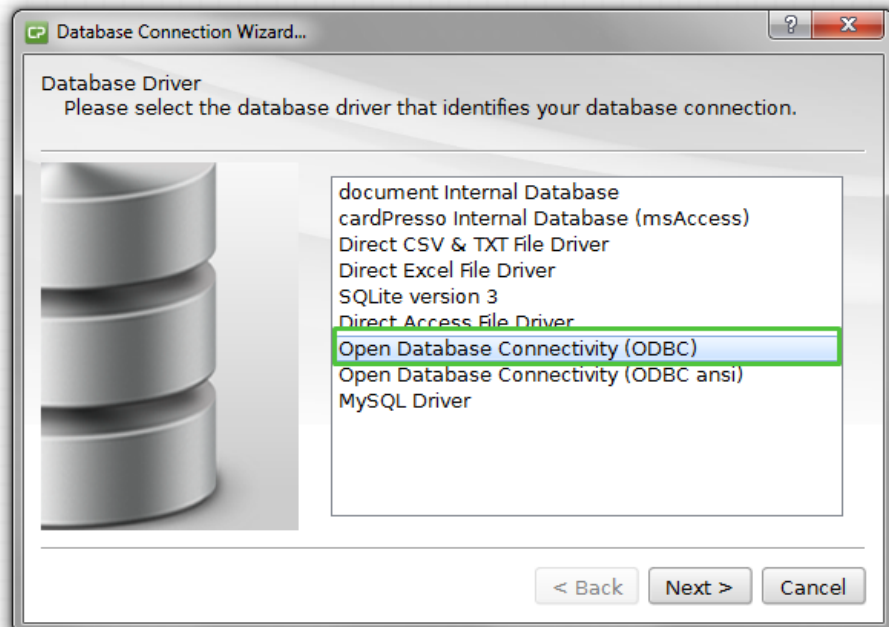 CP Database Connection Wizard...
?
Database Driver
Please select the database driver that identifies your database connection.
document Internal Database
cardPresso Internal Database (msAccess)
Direct CSV & TXT File Driver
Direct Excel File Driver
SQLite version 3
Direct Access File Driver
Open Database Connectivity (ODBC)
Open Database Connectivity (ODBC ansi)
MySQL Driver
< Back Next > Cancel